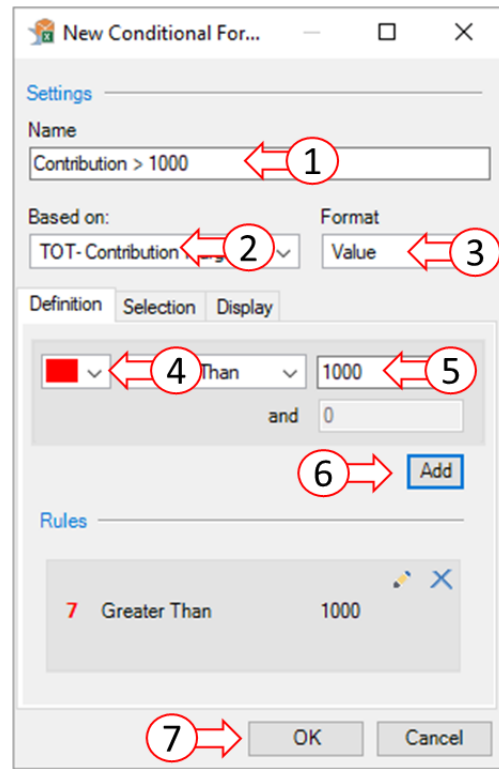 New Conditional For...
Settings
Name
Contribution > 1000
1
Based on:
Format
TOT- Contribution
2
Value
3
Definition Selection Display
4
Than
1000
5
and
0
6
Add
Rules
7 Greater Than 1000
7
OK
Cancel